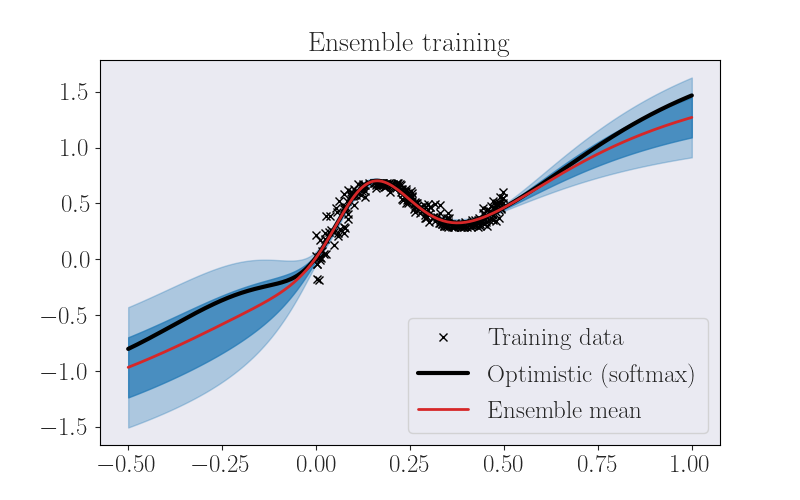 Ensemble training
1.5
1.0
0.5
0.0
−0.5
−1.0
−1.5
Training data
Optimistic (softmax)
Ensemble mean
−0.50 −0.25 0.00 0.25 0.50 0.75 1.00